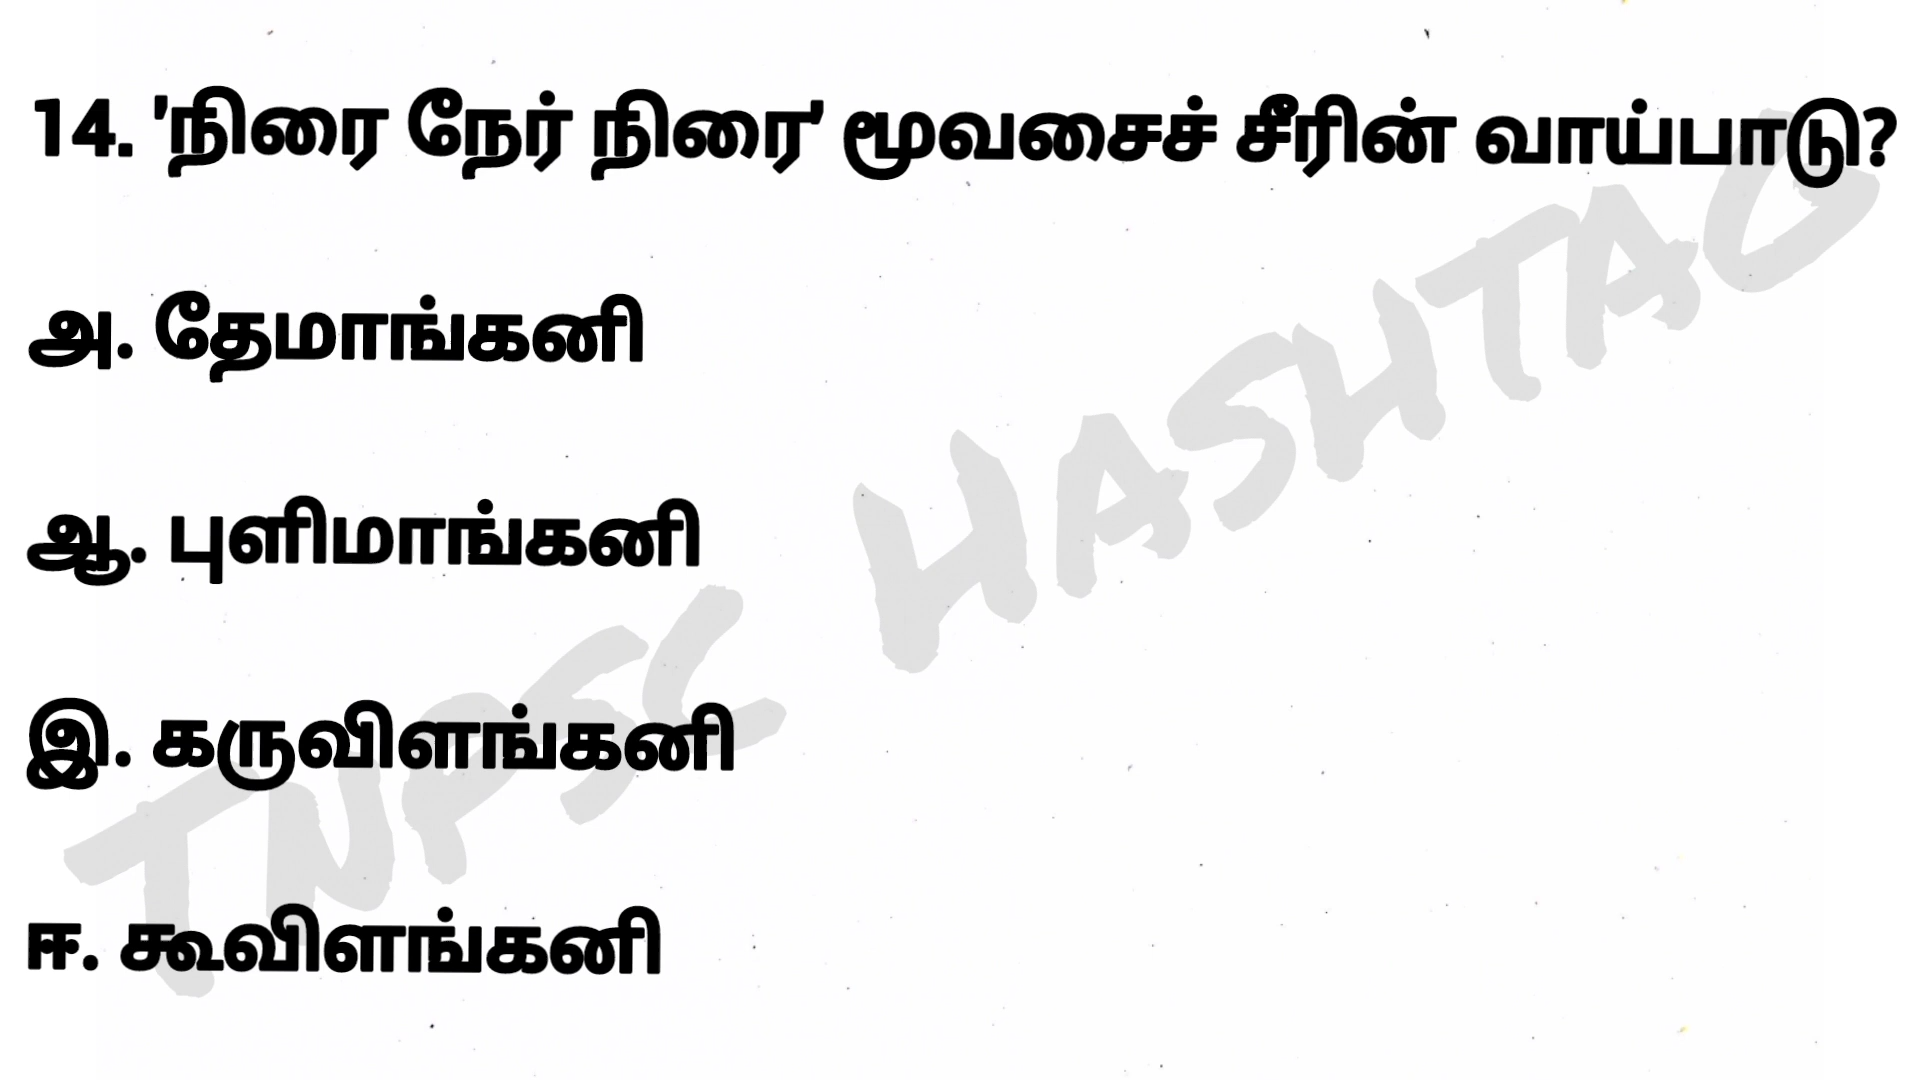 14. 'நிரை நேர் நிரை' மூவசைச் சீரின் வாய்பாடு?
அ. தேமாங்கனி
ஆ. புளிமாங்கனி
இ. கருவிளங்கனி
ஈ. கூவிளங்கனி
TNPSC HASHTAG